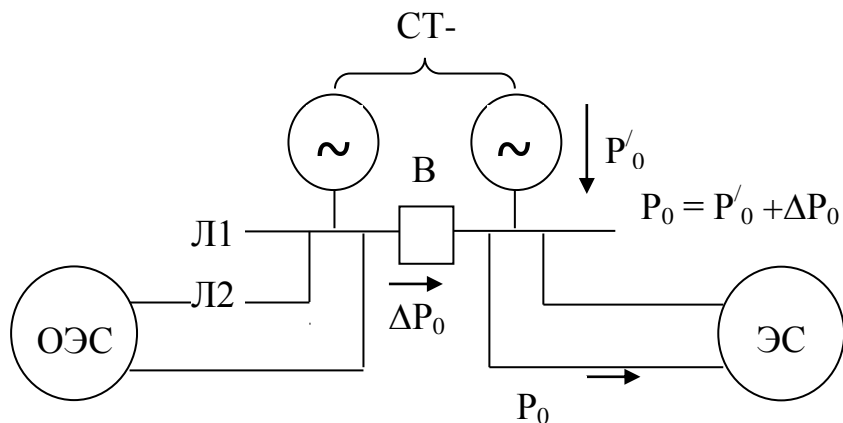 СТ-
~
~
P/0
В
P0 = P/0 +ΔP0
Л1
Л2
ΔP0
ОЭС
ЭС
P0